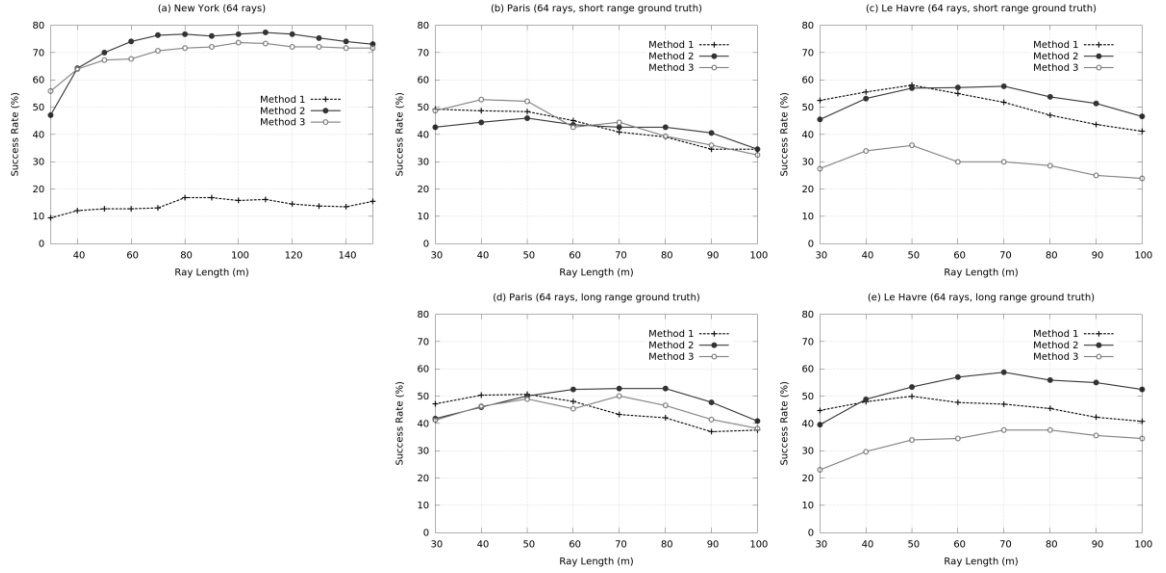 (a) New York (64 rays)
80
70
60
50
40
30
20
10
0
Success Rate (%)
Method 1
Method 2
Method 3
40 60 80 100 120 140
Ray Length (m)
(b) Paris (64 rays, short range ground truth)
80
70
60
50
40
30
20
10
0
Success Rate (%)
Method 1
Method 2
Method 3
30 40 50 60 70 80 90 100
Ray Length (m)
(c) Le Havre (64 rays, short range ground truth)
80
70
60
50
40
30
20
10
0
Success Rate (%)
Method 1
Method 2
Method 3
30 40 50 60 70 80 90 100
Ray Length (m)
(d) Paris (64 rays, long range ground truth)
80
70
60
50
40
30
20
10
0
Success Rate (%)
Method 1
Method 2
Method 3
30 40 50 60 70 80 90 100
Ray Length (m)
(e) Le Havre (64 rays, long range ground truth)
80
70
60
50
40
30
20
10
0
Success Rate (%)
Method 1
Method 2
Method 3
30 40 50 60 70 80 90 100
Ray Length (m)